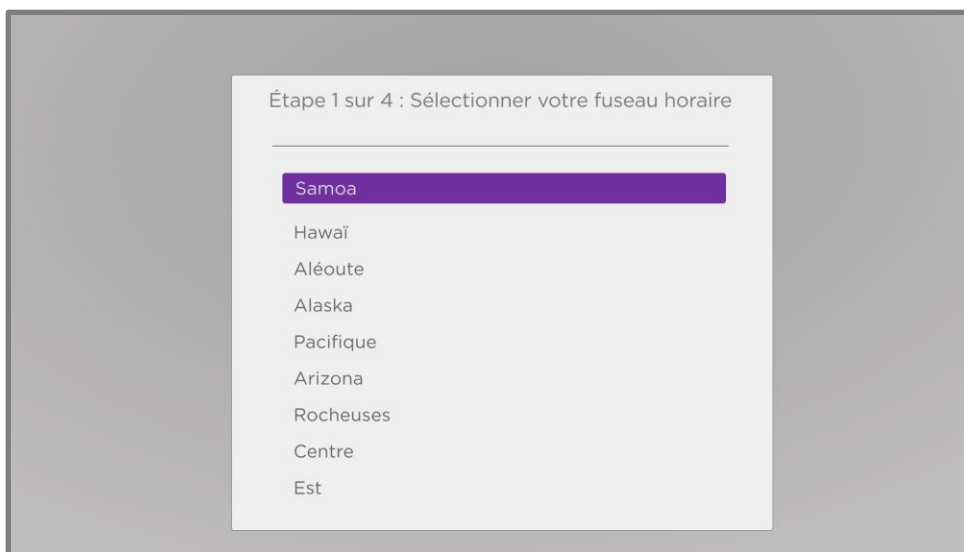 Étape 1 sur 4 : Sélectionner votre fuseau horaire
Samoa
Hawaï
Aléoute
Alaska
Pacifique
Arizona
Rocheuses
Centre
Est